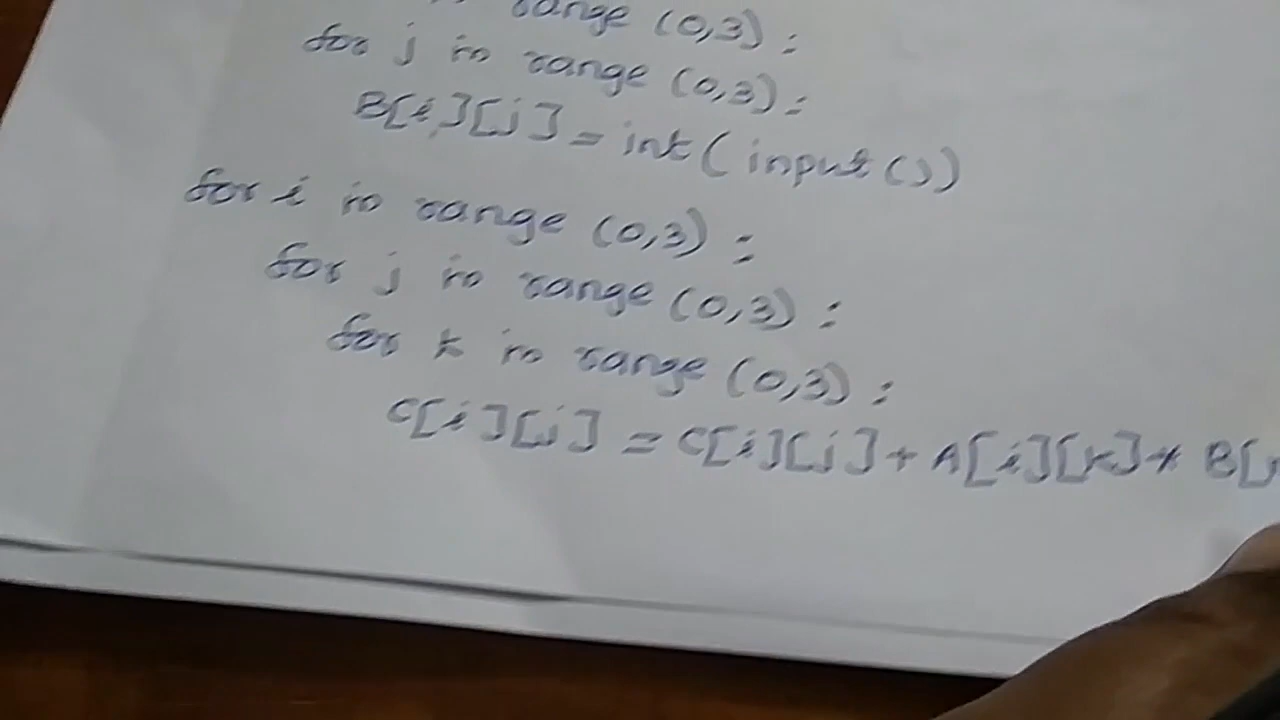 range (0,3) :
for j in range (0,3) :
B[i][j] = int ( input ())
for i in range (0,3) :
for j in range (0,3) :
for k in range (0,3) :
C[i][j] = C[i][j] + A[i][k] * B[